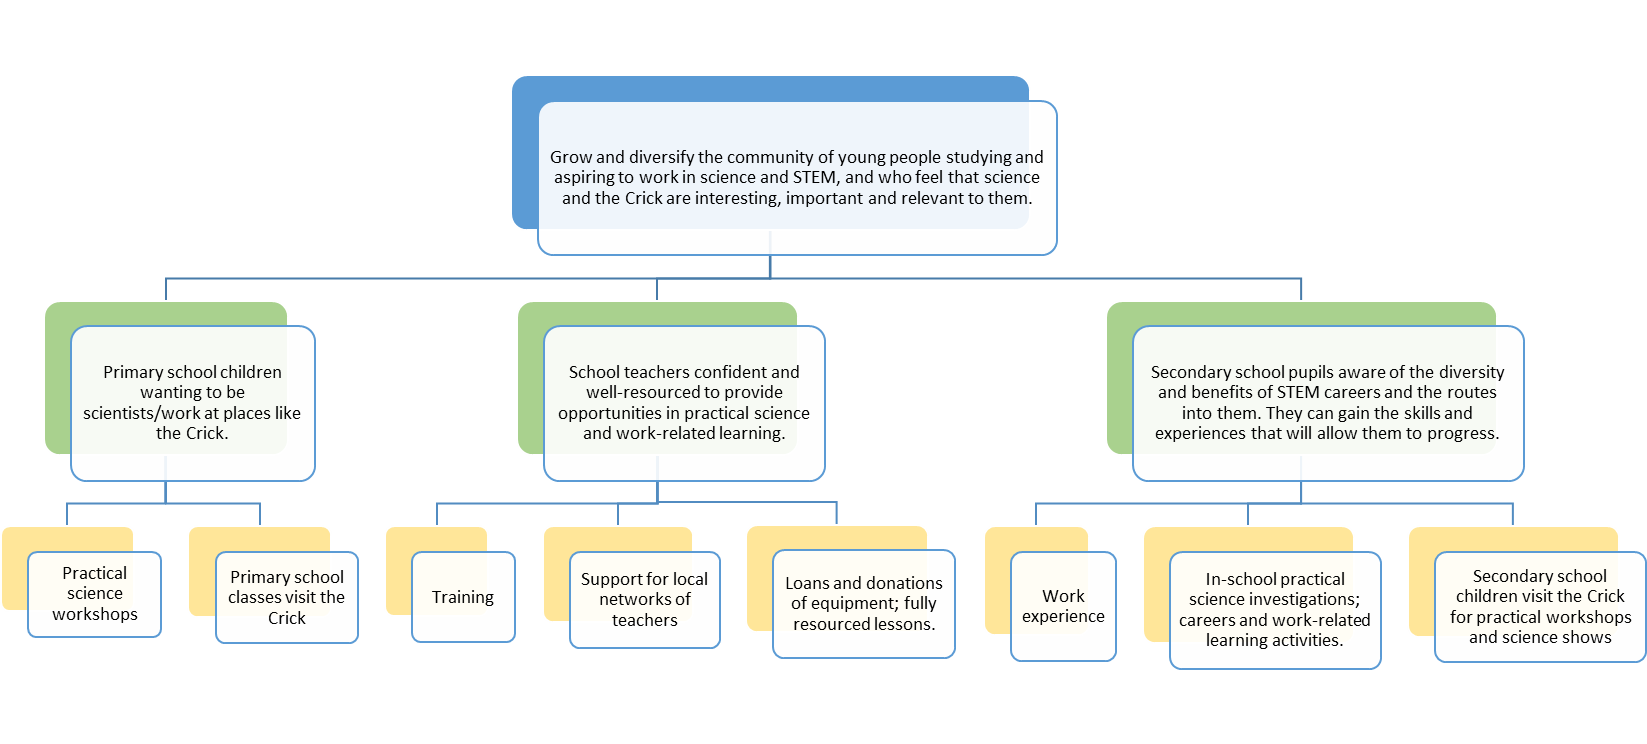 Grow and diversify the community of young people studying and
aspiring to work in science and STEM, and who feel that science
and the Crick are interesting, important and relevant to them.
Primary school children
wanting to be
scientists/work at places like
the Crick.
School teachers confident and
well-resourced to provide
opportunities in practical science
and work-related learning.
Secondary school pupils aware of the diversity
and benefits of STEM careers and the routes
into them. They can gain the skills and
experiences that will allow them to progress.
Practical
science
workshops
Primary school
classes visit the
Crick
Training
Support for local
networks of
teachers
Loans and donations
of equipment; fully
resourced lessons.
Work
experience
In-school practical
science investigations;
careers and work-related
learning activities.
Secondary school
children visit the Crick
for practical workshops
and science shows